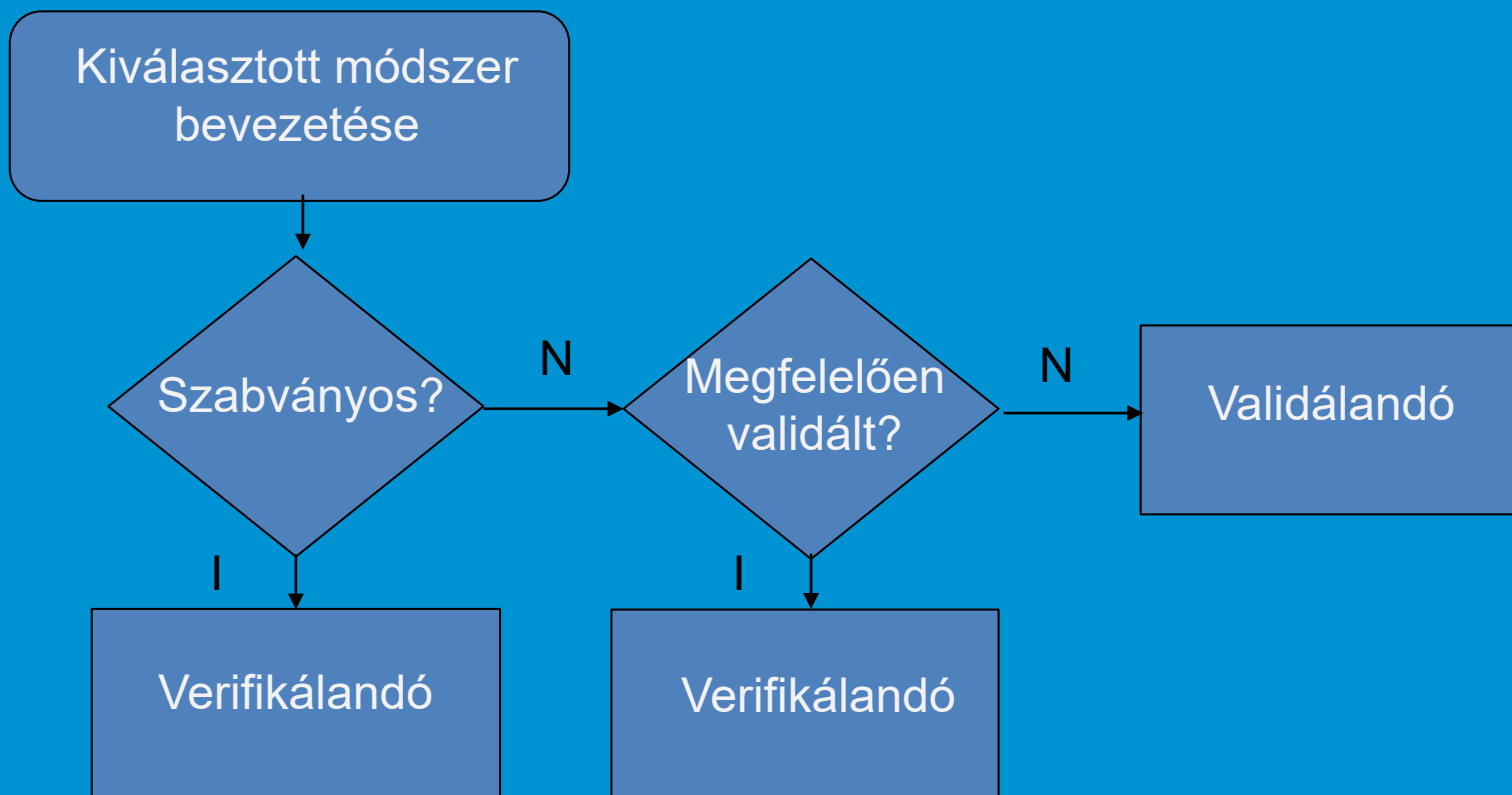 Kiválasztott módszer
bevezetése
Szabványos?
N
Megfelelően
validált?
N
Validálandó
I
Verifikálandó
I
Verifikálandó